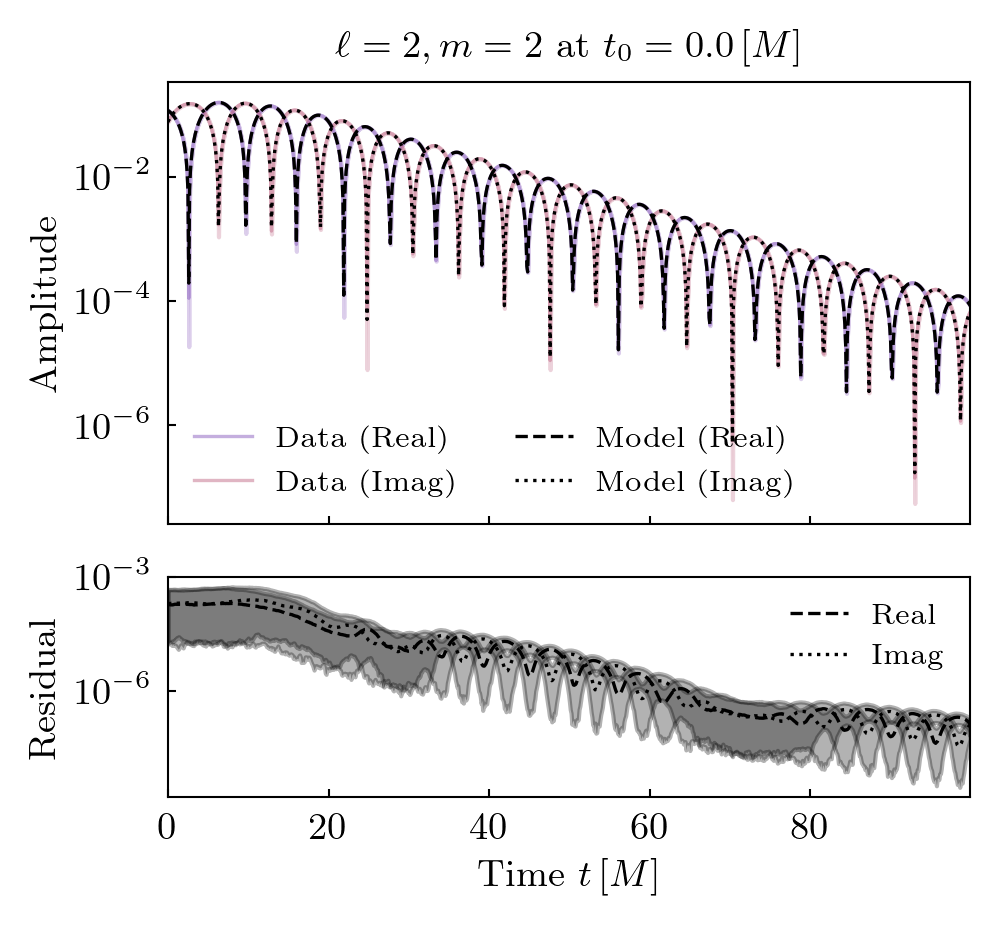 ℓ = 2, m = 2 at t₀ = 0.0 [M]
Amplitude
10⁻²
10⁻⁴
10⁻⁶
Data (Real)
Data (Imag)
Model (Real)
Model (Imag)
Residual
10⁻³
10⁻⁶
Real
Imag
0 20 40 60 80
Time t [M]